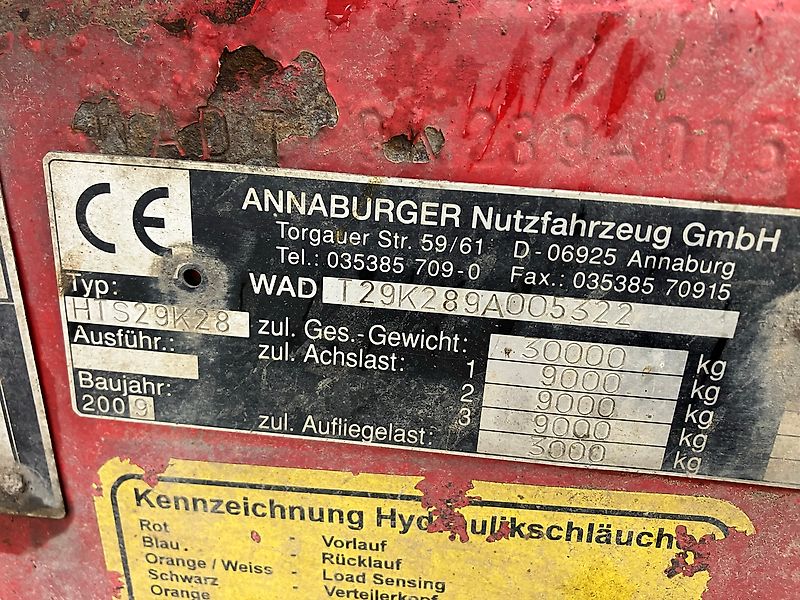 CE
ANNABURGER Nutzfahrzeug GmbH
Torgauer Str. 59/61 D-06925 Annaburg
Tel.: 035385 709-0 Fax.: 035385 70915
WAD T29K289A005322
Typ:
HTS29K28
Ausführ.:
Baujahr:
2009
zul. Ges.-Gewicht: 30000 kg
zul. Achslast: 1 9000 kg
2 9000 kg
3 9000 kg
zul. Aufliegelast: 3000 kg
Kennzeichnung Hydraulikschläuche
Rot - Vorlauf
Blau - Rücklauf
Orange / Weiss - Load Sensing
Schwarz - Verteilerkopf
Orange